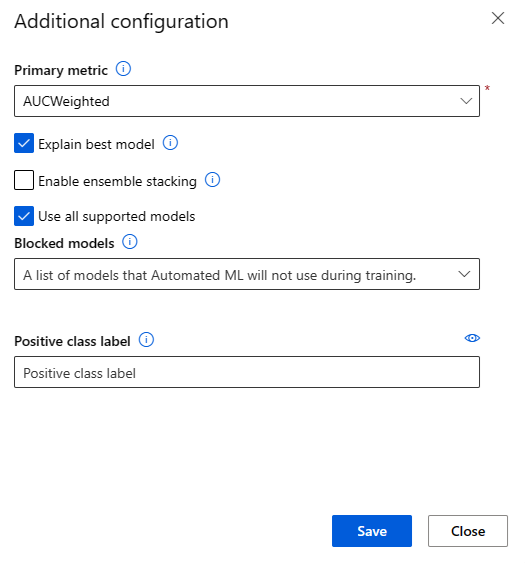 Additional configuration
Primary metric
AUCWeighted
*
Explain best model
Enable ensemble stacking
Use all supported models
Blocked models
A list of models that Automated ML will not use during training.
Positive class label
Positive class label
Save Close